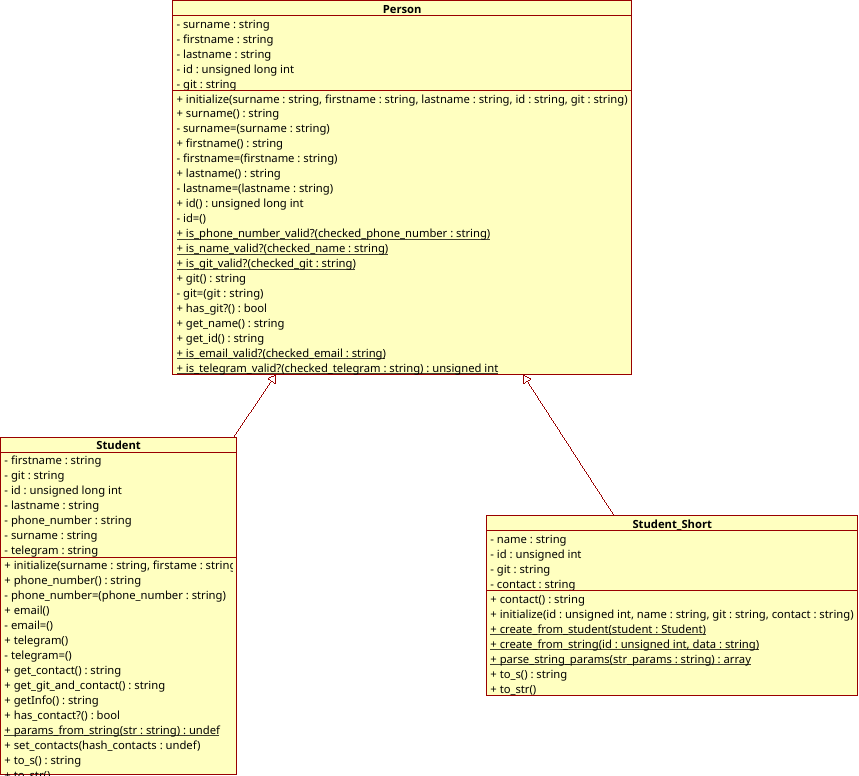 Person
- surname : string
- firstname : string
- lastname : string
- id : unsigned long int
- git : string
+ initialize(surname : string, firstname : string, lastname : string, id : string, git : string)
+ surname() : string
- surname=(surname : string)
+ firstname() : string
- firstname=(firstname : string)
+ lastname() : string
- lastname=(lastname : string)
+ id() : unsigned long int
- id=()
+ is_phone_number_valid?(checked_phone_number : string)
+ is_name_valid?(checked_name : string)
+ is_git_valid?(checked_git : string)
+ git() : string
- git=(git : string)
+ has_git?() : bool
+ get_name() : string
+ get_id() : string
+ is_email_valid?(checked_email : string)
+ is_telegram_valid?(checked_telegram : string) : unsigned int
Student
- firstname : string
- git : string
- id : unsigned long int
- lastname : string
- phone_number : string
- surname : string
- telegram : string
+ initialize(surname : string, firstame : string
+ phone_number() : string
- phone_number=(phone_number : string)
+ email()
- email=()
+ telegram()
- telegram=()
+ get_contact() : string
+ get_git_and_contact() : string
+ getInfo() : string
+ has_contact?() : bool
+ params_from_string(str : string) : undef
+ set_contacts(hash_contacts : undef)
+ to_s() : string
+ to_str()
Student_Short
- name : string
- id : unsigned int
- git : string
- contact : string
+ contact() : string
+ initialize(id : unsigned int, name : string, git : string, contact : string)
+ create_from_student(student : Student)
+ create_from_string(id : unsigned int, data : string)
+ parse_string_params(str_params : string) : array
+ to_s() : string
+ to_str()